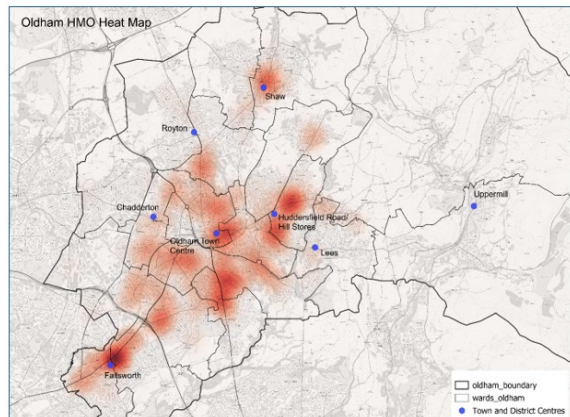 Oldham HMO Heat Map
Shaw
Royton
Uppermill
Chadderton
Huddersfield Road/
Hill Stores
Oldham Town
Centre
Lees
Failsworth
oldham_boundary
wards_oldham
Town and District Centres